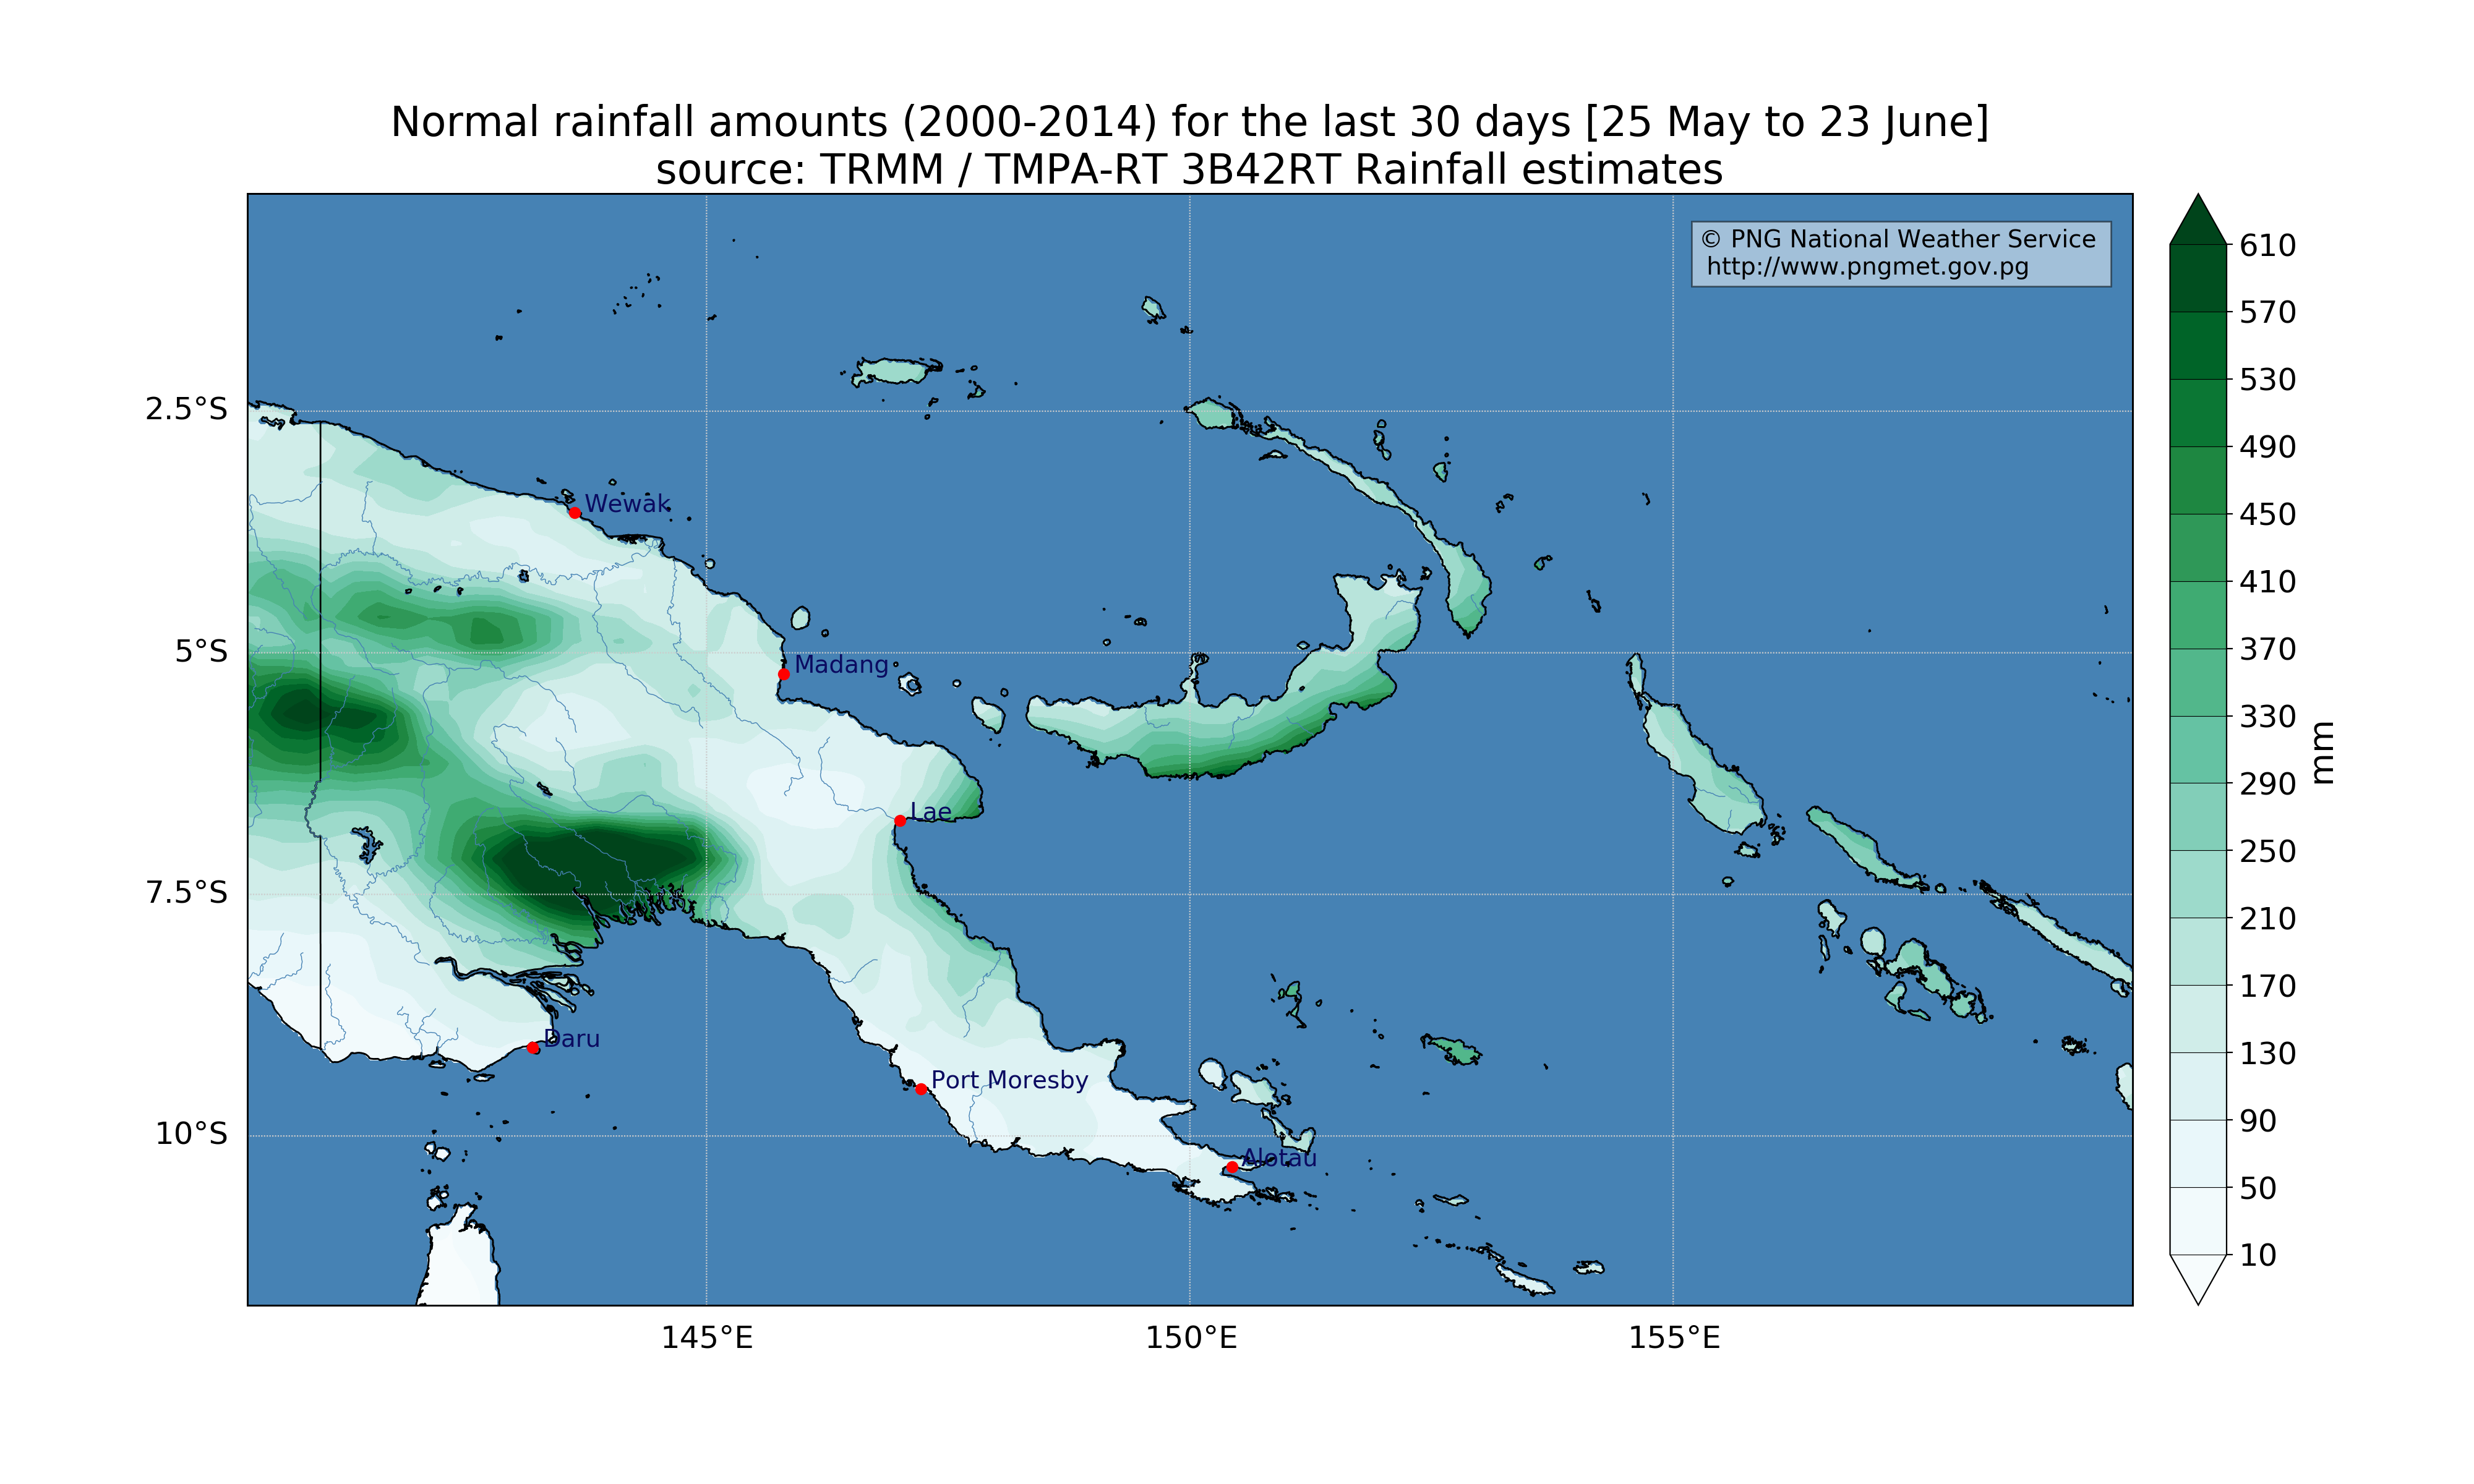 Normal rainfall amounts (2000-2014) for the last 30 days [25 May to 23 June]
source: TRMM / TMPA-RT 3B42RT Rainfall estimates
© PNG National Weather Service
http://www.pngmet.gov.pg
610
570
530
490
450
410
370
330
290
250
210
170
130
90
50
10
mm
2.5°S
5°S
7.5°S
10°S
Wewak
Madang
Lae
Daru
Port Moresby
Alotau
145°E
150°E
155°E